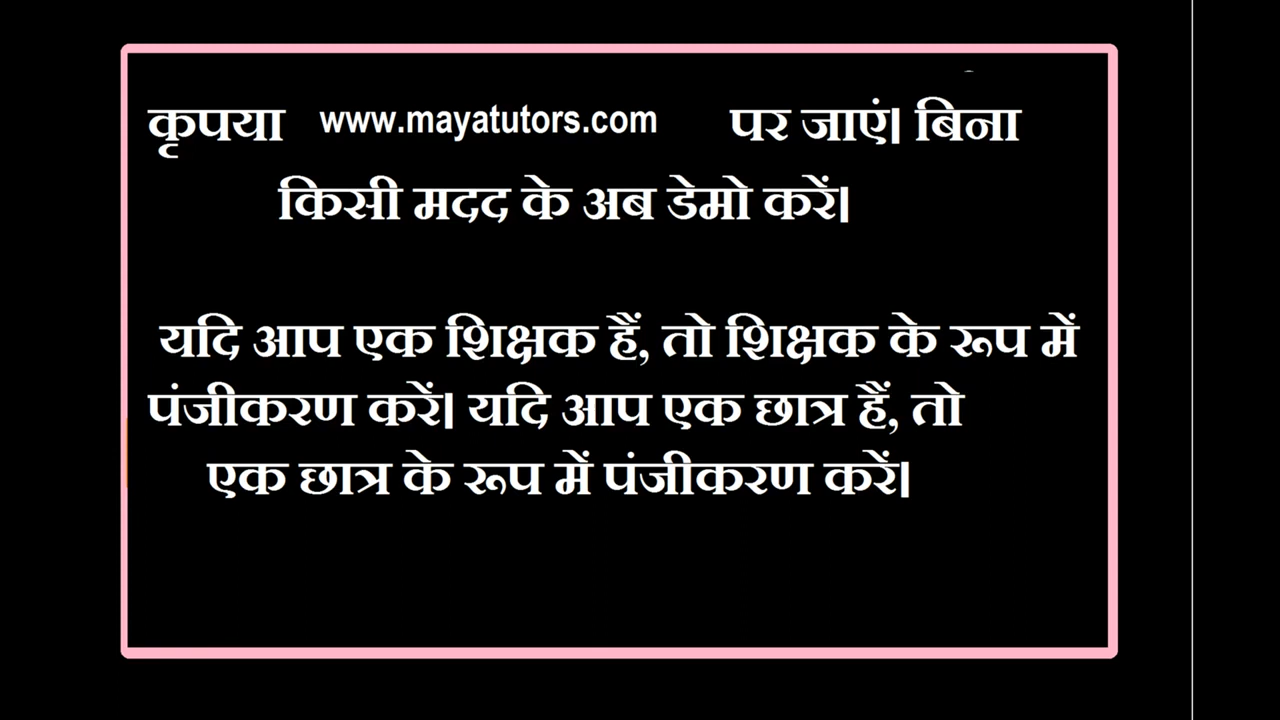 कृपया www.mayatutors.com पर जाएं। बिना
किसी मदद के अब डेमो करें।
यदि आप एक शिक्षक हैं, तो शिक्षक के रूप में
पंजीकरण करें। यदि आप एक छात्र हैं, तो
एक छात्र के रूप में पंजीकरण करें।